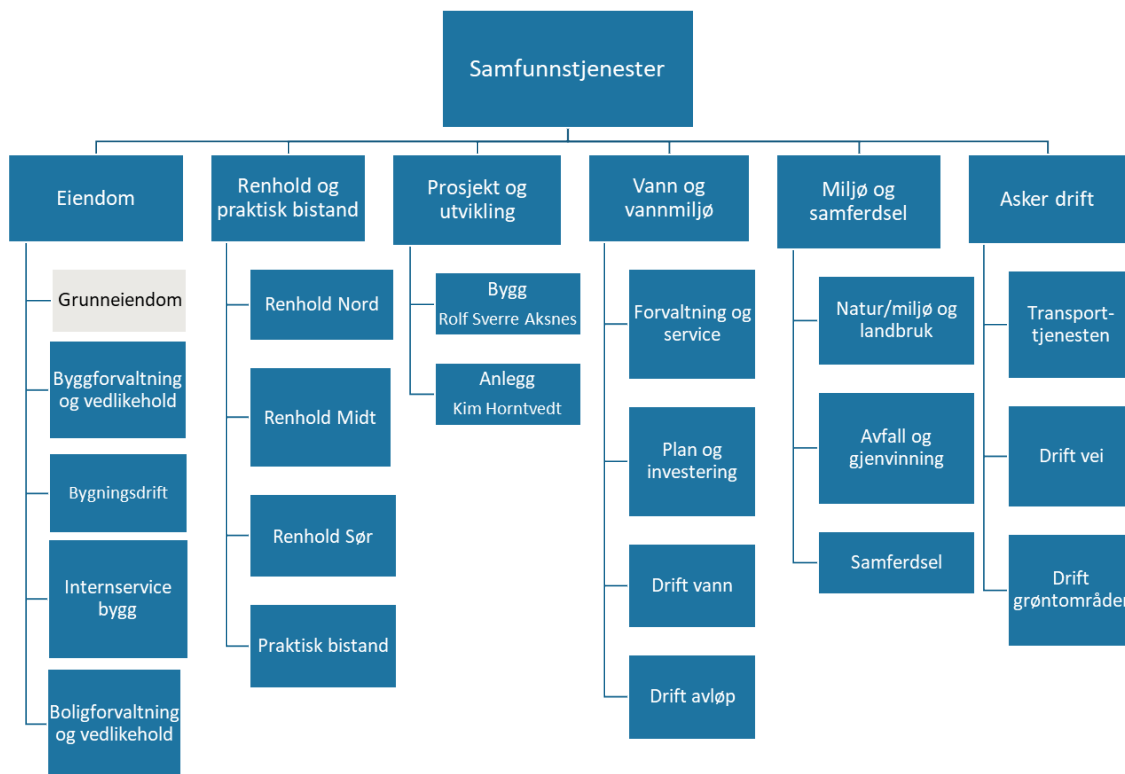 Samfunnstjenester
Eiendom
Renhold og
praktisk bistand
Prosjekt og
utvikling
Vann og
vannmiljø
Miljø og
samferdsel
Asker drift
Grunneiendom
Byggforvaltning
og vedlikehold
Bygningsdrift
Internservice
bygg
Boligforvaltning
og vedlikehold
Renhold Nord
Renhold Midt
Renhold Sør
Praktisk bistand
Bygg
Rolf Sverre Aksnes
Anlegg
Kim Horntvedt
Forvaltning og
service
Plan og
investering
Drift vann
Drift avløp
Natur/miljø og
landbruk
Avfall og
gjenvinning
Samferdsel
Transport-
tjenesten
Drift vei
Drift
grøntområder